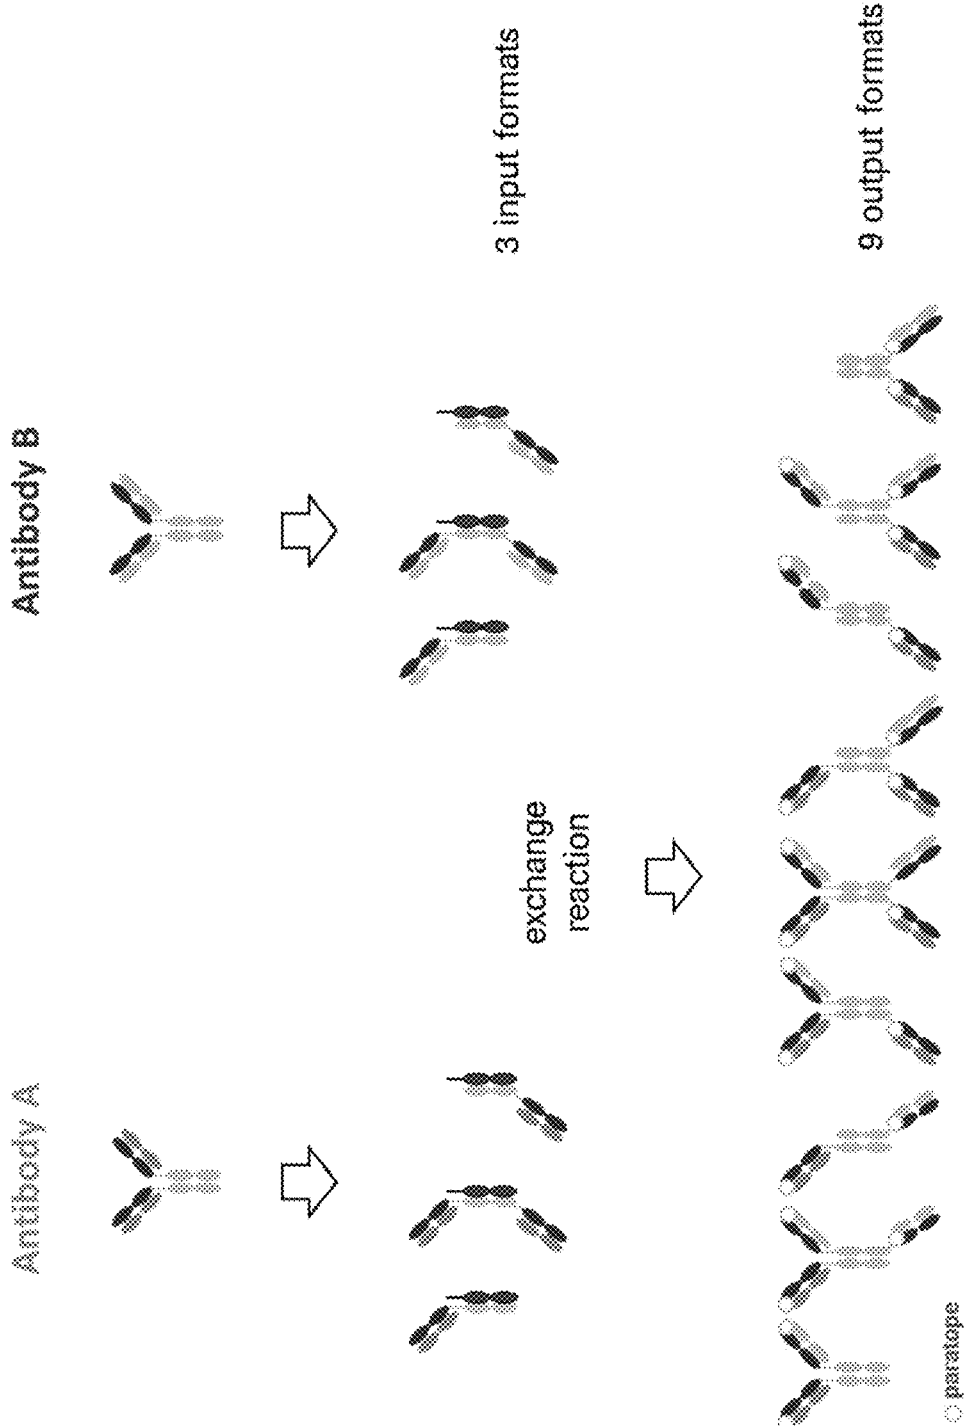 Antibody A
Antibody B
3 input formats
exchange
reaction
9 output formats
paratope